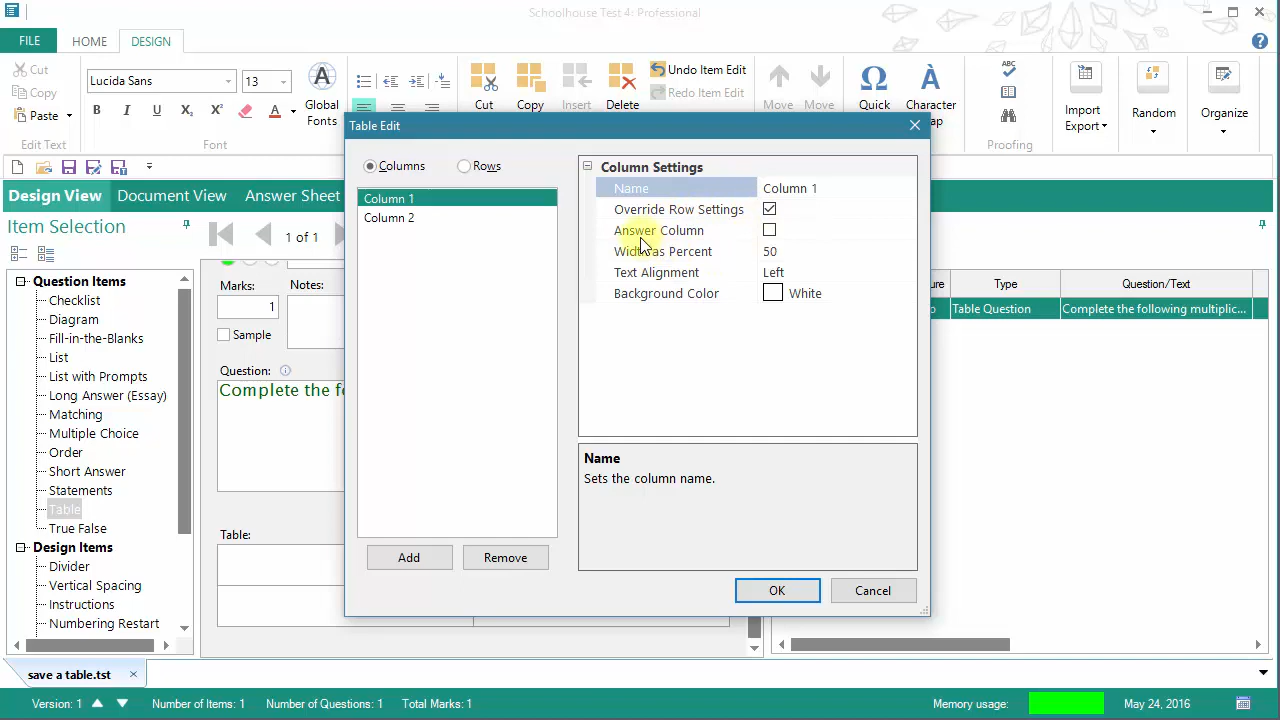 Schoolhouse Test 4: Professional
FILE HOME DESIGN
Cut
Copy
Paste
Edit Text
Lucida Sans 13
B I U X₂ X² A
Font
Global Fonts
Cut Copy Insert Delete
Undo Item Edit
Redo Item Edit
Move Move
Quick
Character
ap
ABC
Proofing
Import Export
Random
Organize
Design View Document View Answer Sheet
Item Selection
1 of 1
Question Items
Checklist
Diagram
Fill-in-the-Blanks
List
List with Prompts
Long Answer (Essay)
Matching
Multiple Choice
Order
Short Answer
Statements
Table
True False
Design Items
Divider
Vertical Spacing
Instructions
Numbering Restart
Marks: Notes:
1
Sample
Question:
Complete the f
Table:
Table Edit
Columns Rows
Column 1
Column 2
Add Remove
Column Settings
Name Column 1
Override Row Settings
Answer Column
Width as Percent 50
Text Alignment Left
Background Color White
Name
Sets the column name.
OK Cancel
ure Type Question/Text
o Table Question Complete the following multiplic...
save a table.tst
Version: 1 Number of Items: 1 Number of Questions: 1 Total Marks: 1 Memory usage: May 24, 2016